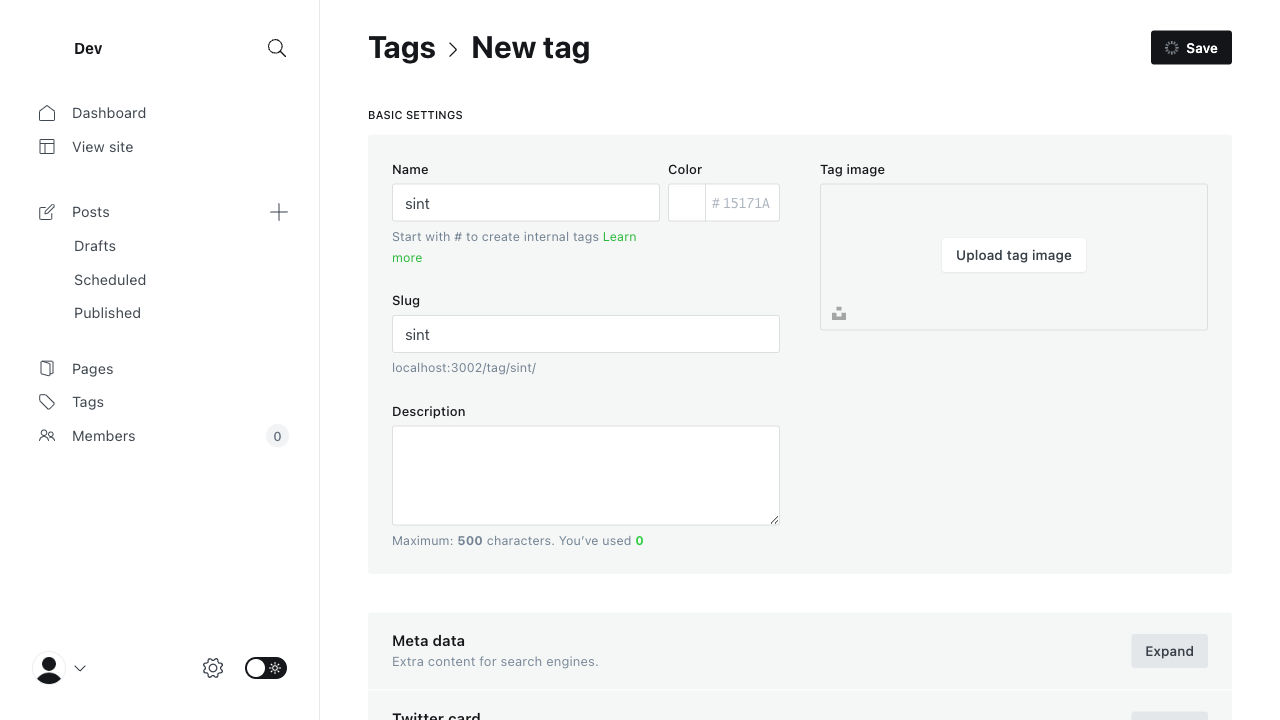 Dev
Dashboard
View site
Posts
Drafts
Scheduled
Published
Pages
Tags
Members
0
Tags
New tag
Save
BASIC SETTINGS
Name
sint
Start with # to create internal tags Learn
more
Color
# 15171A
Slug
sint
localhost:3002/tag/sint/
Description
Maximum: 500 characters. You’ve used 0
Tag image
Upload tag image
Meta data
Extra content for search engines.
Expand
Twitter card